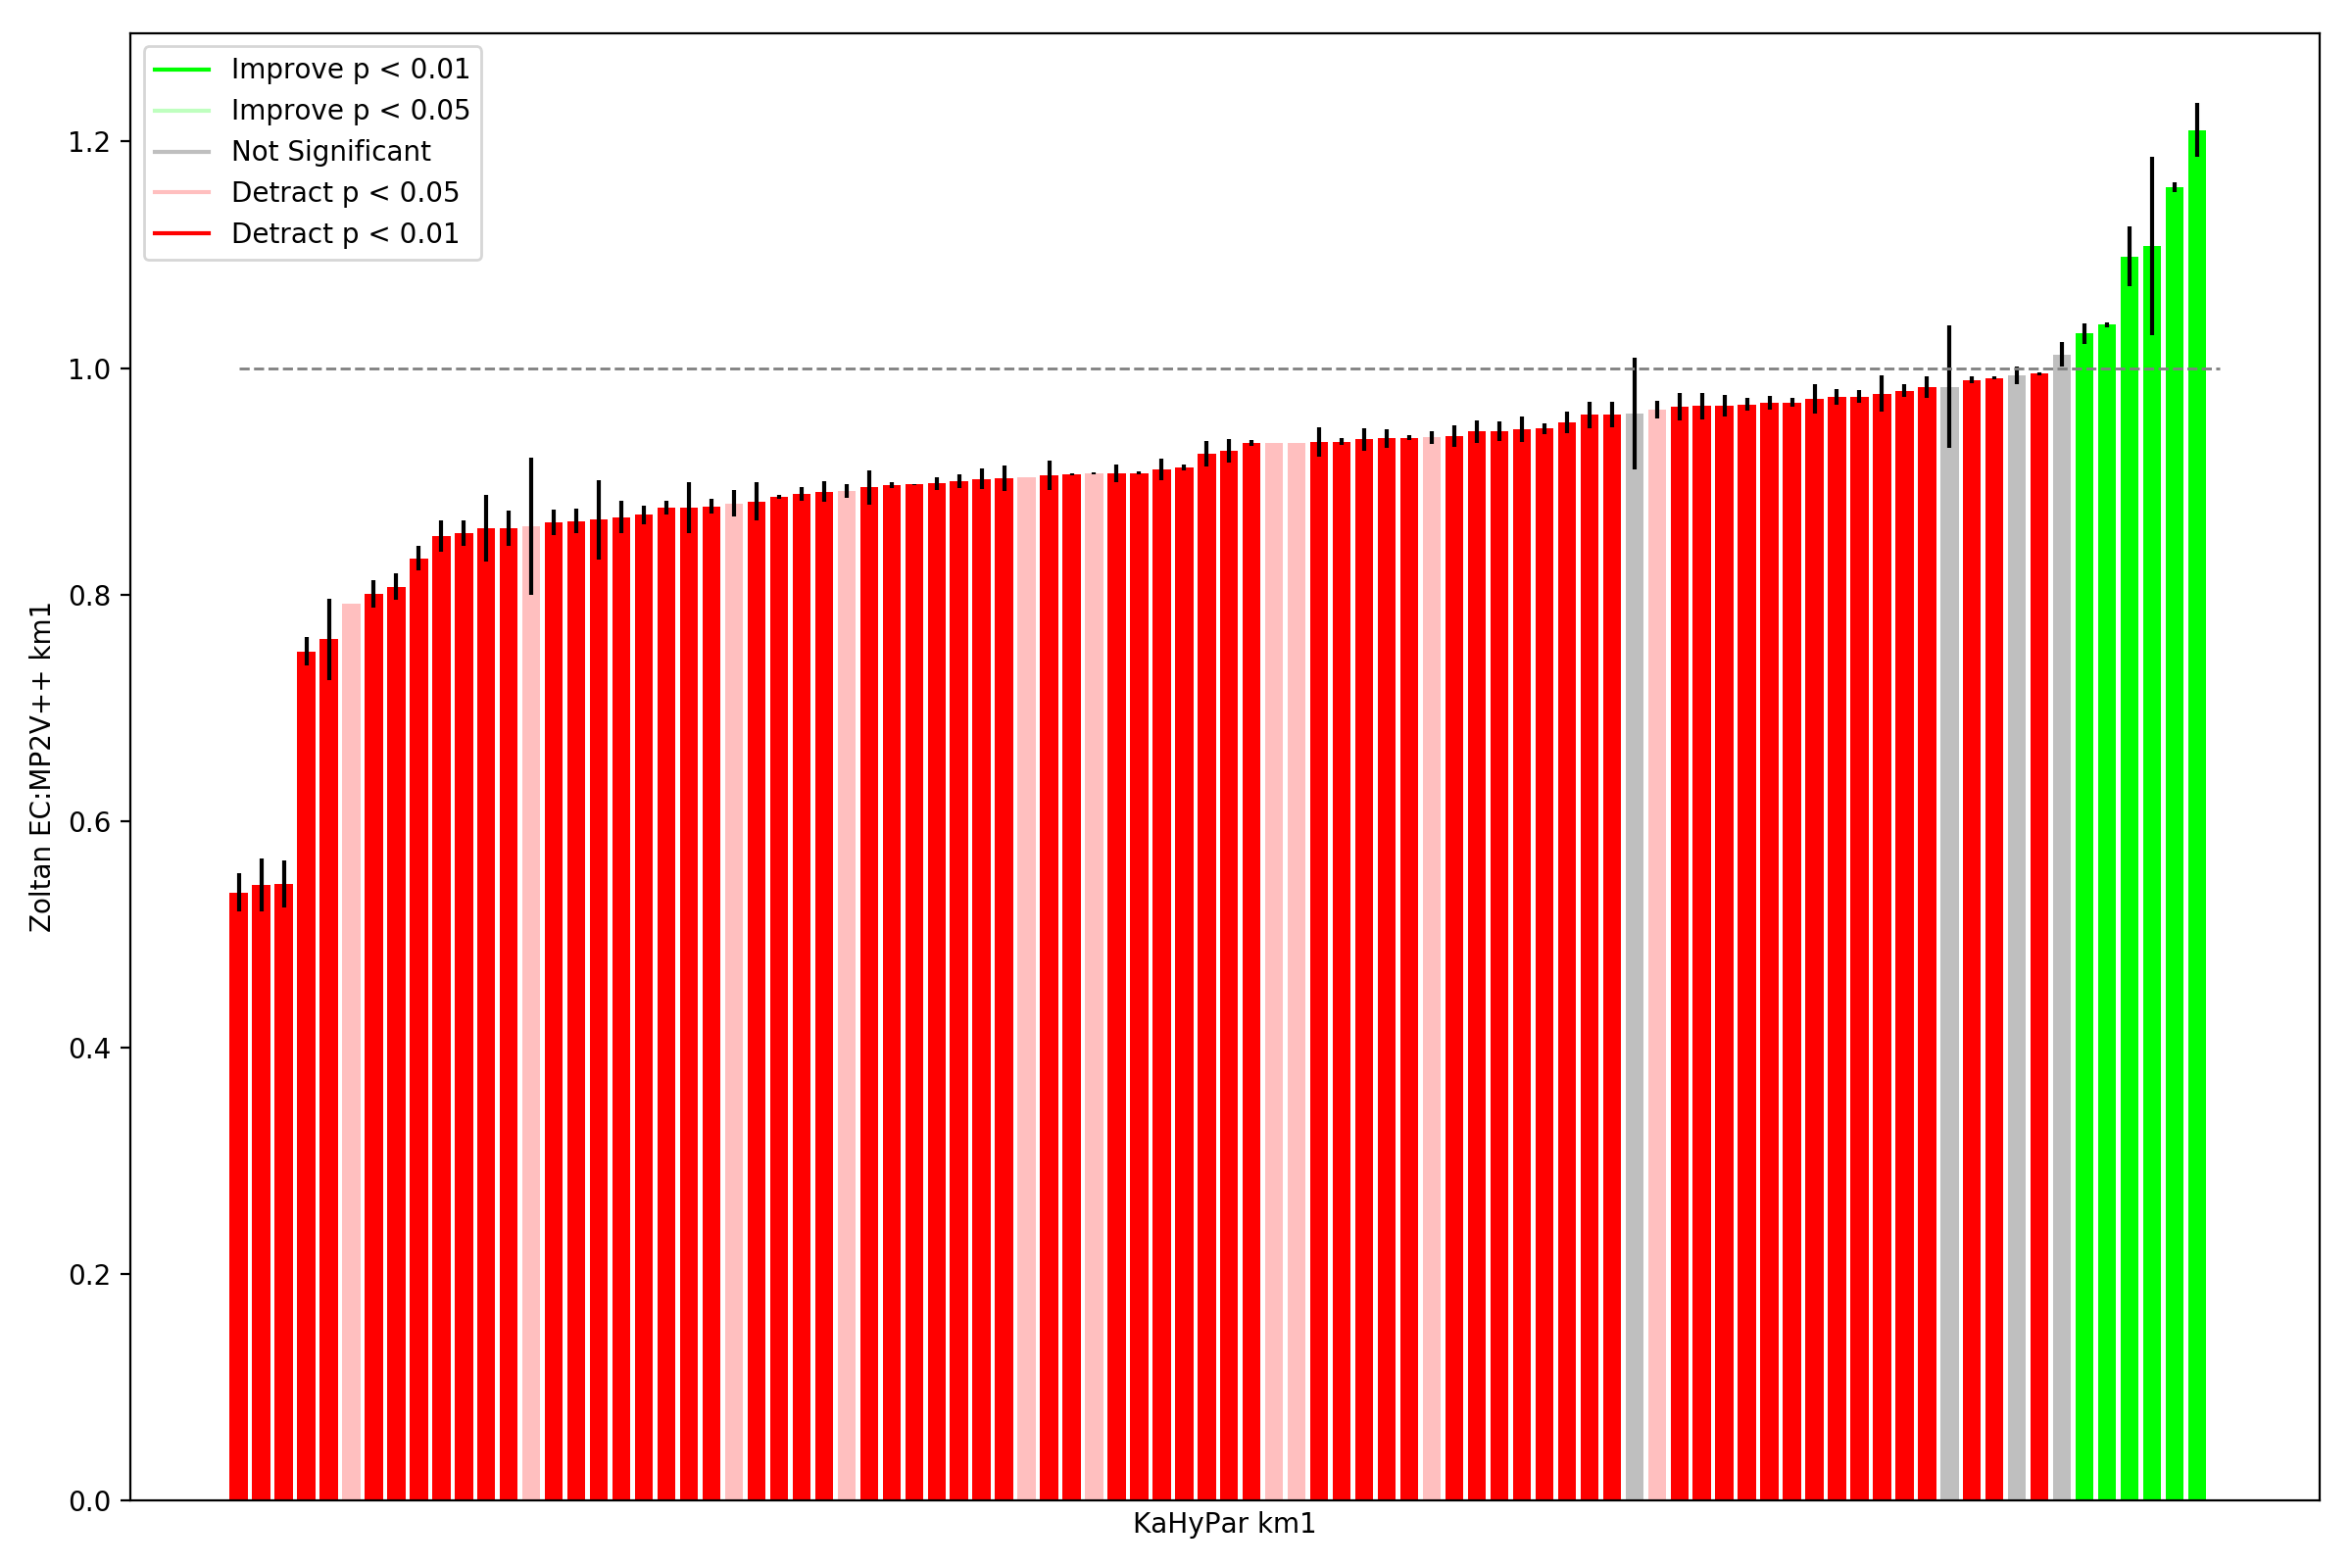 Improve p < 0.01
Improve p < 0.05
Not Significant
Detract p < 0.05
Detract p < 0.01
1.2
1.0
0.8
0.6
0.4
0.2
0.0
Zoltan EC:MP2V++ km1
KaHyPar km1